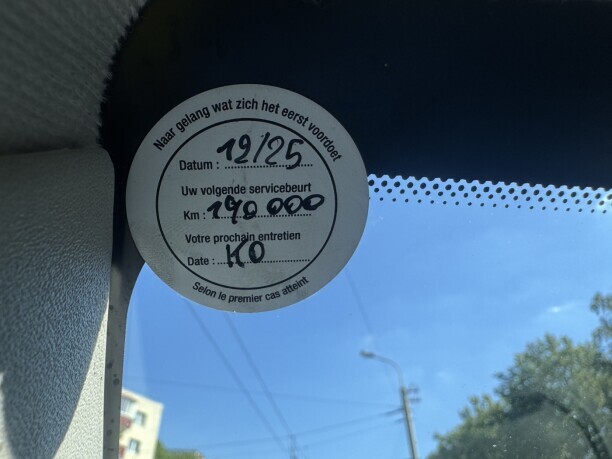 Naar gelang wat zich het eerst voordoet
Datum : 12/25
Uw volgende servicebeurt
Km : 190 000
Votre prochain entretien
Date : KO
Selon le premier cas atteint